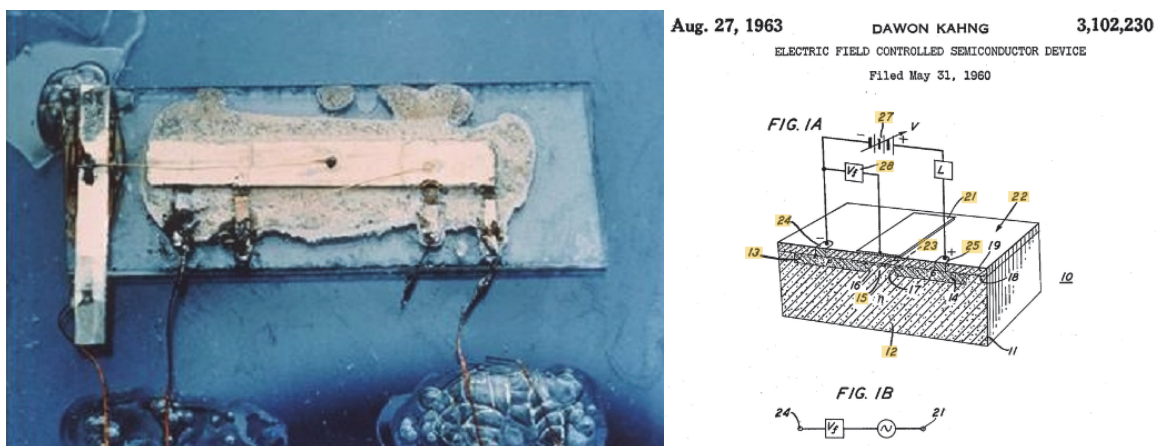 Aug. 27, 1963 DAWON KAHNG 3,102,230
ELECTRIC FIELD CONTROLLED SEMICONDUCTOR DEVICE
Filed May 31, 1960
FIG. 1A
27
V
− +
Vf 28
L
21
22
24
−
23 25 +
13
19
16 17 18
15 n 14
10
12
11
FIG. 1B
24 Vf 21